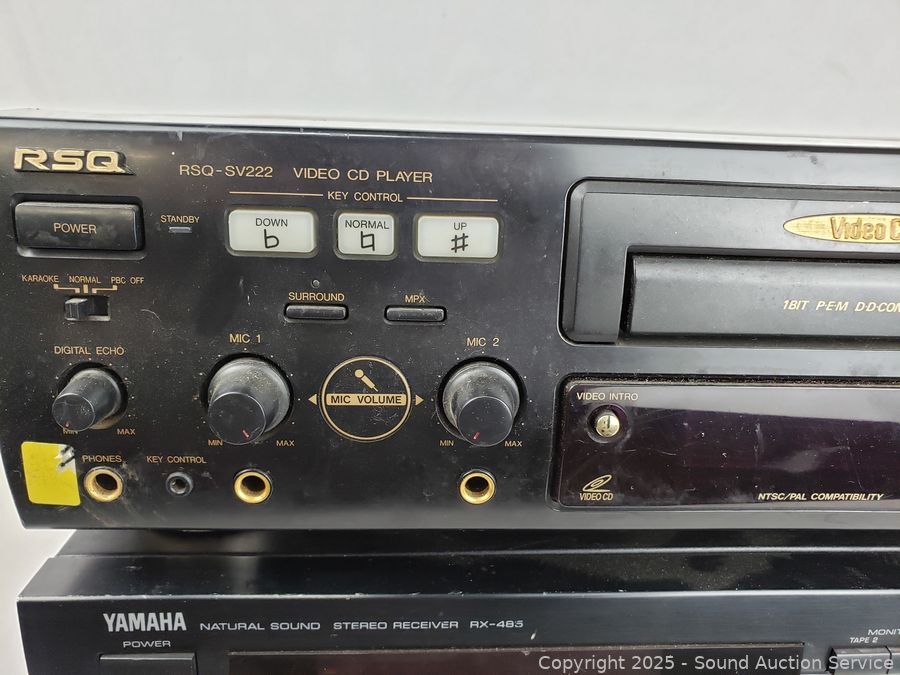 RSQ
RSQ-SV222 VIDEO CD PLAYER
KEY CONTROL
POWER
STANDBY
DOWN
♭
NORMAL
♮
UP
♯
Video
KARAOKE NORMAL PBC OFF
SURROUND
MPX
1BIT P·E·M D·D·CON
DIGITAL ECHO
MIC 1
MIC 2
MIC VOLUME
MIN MAX
MIN MAX
MIN MAX
VIDEO INTRO
PHONES
KEY CONTROL
VIDEO CD
NTSC/PAL COMPATIBILITY
YAMAHA NATURAL SOUND STEREO RECEIVER RX-485
POWER
MONIT
TAPE 2
Copyright © 2025 - Sound Auction Service